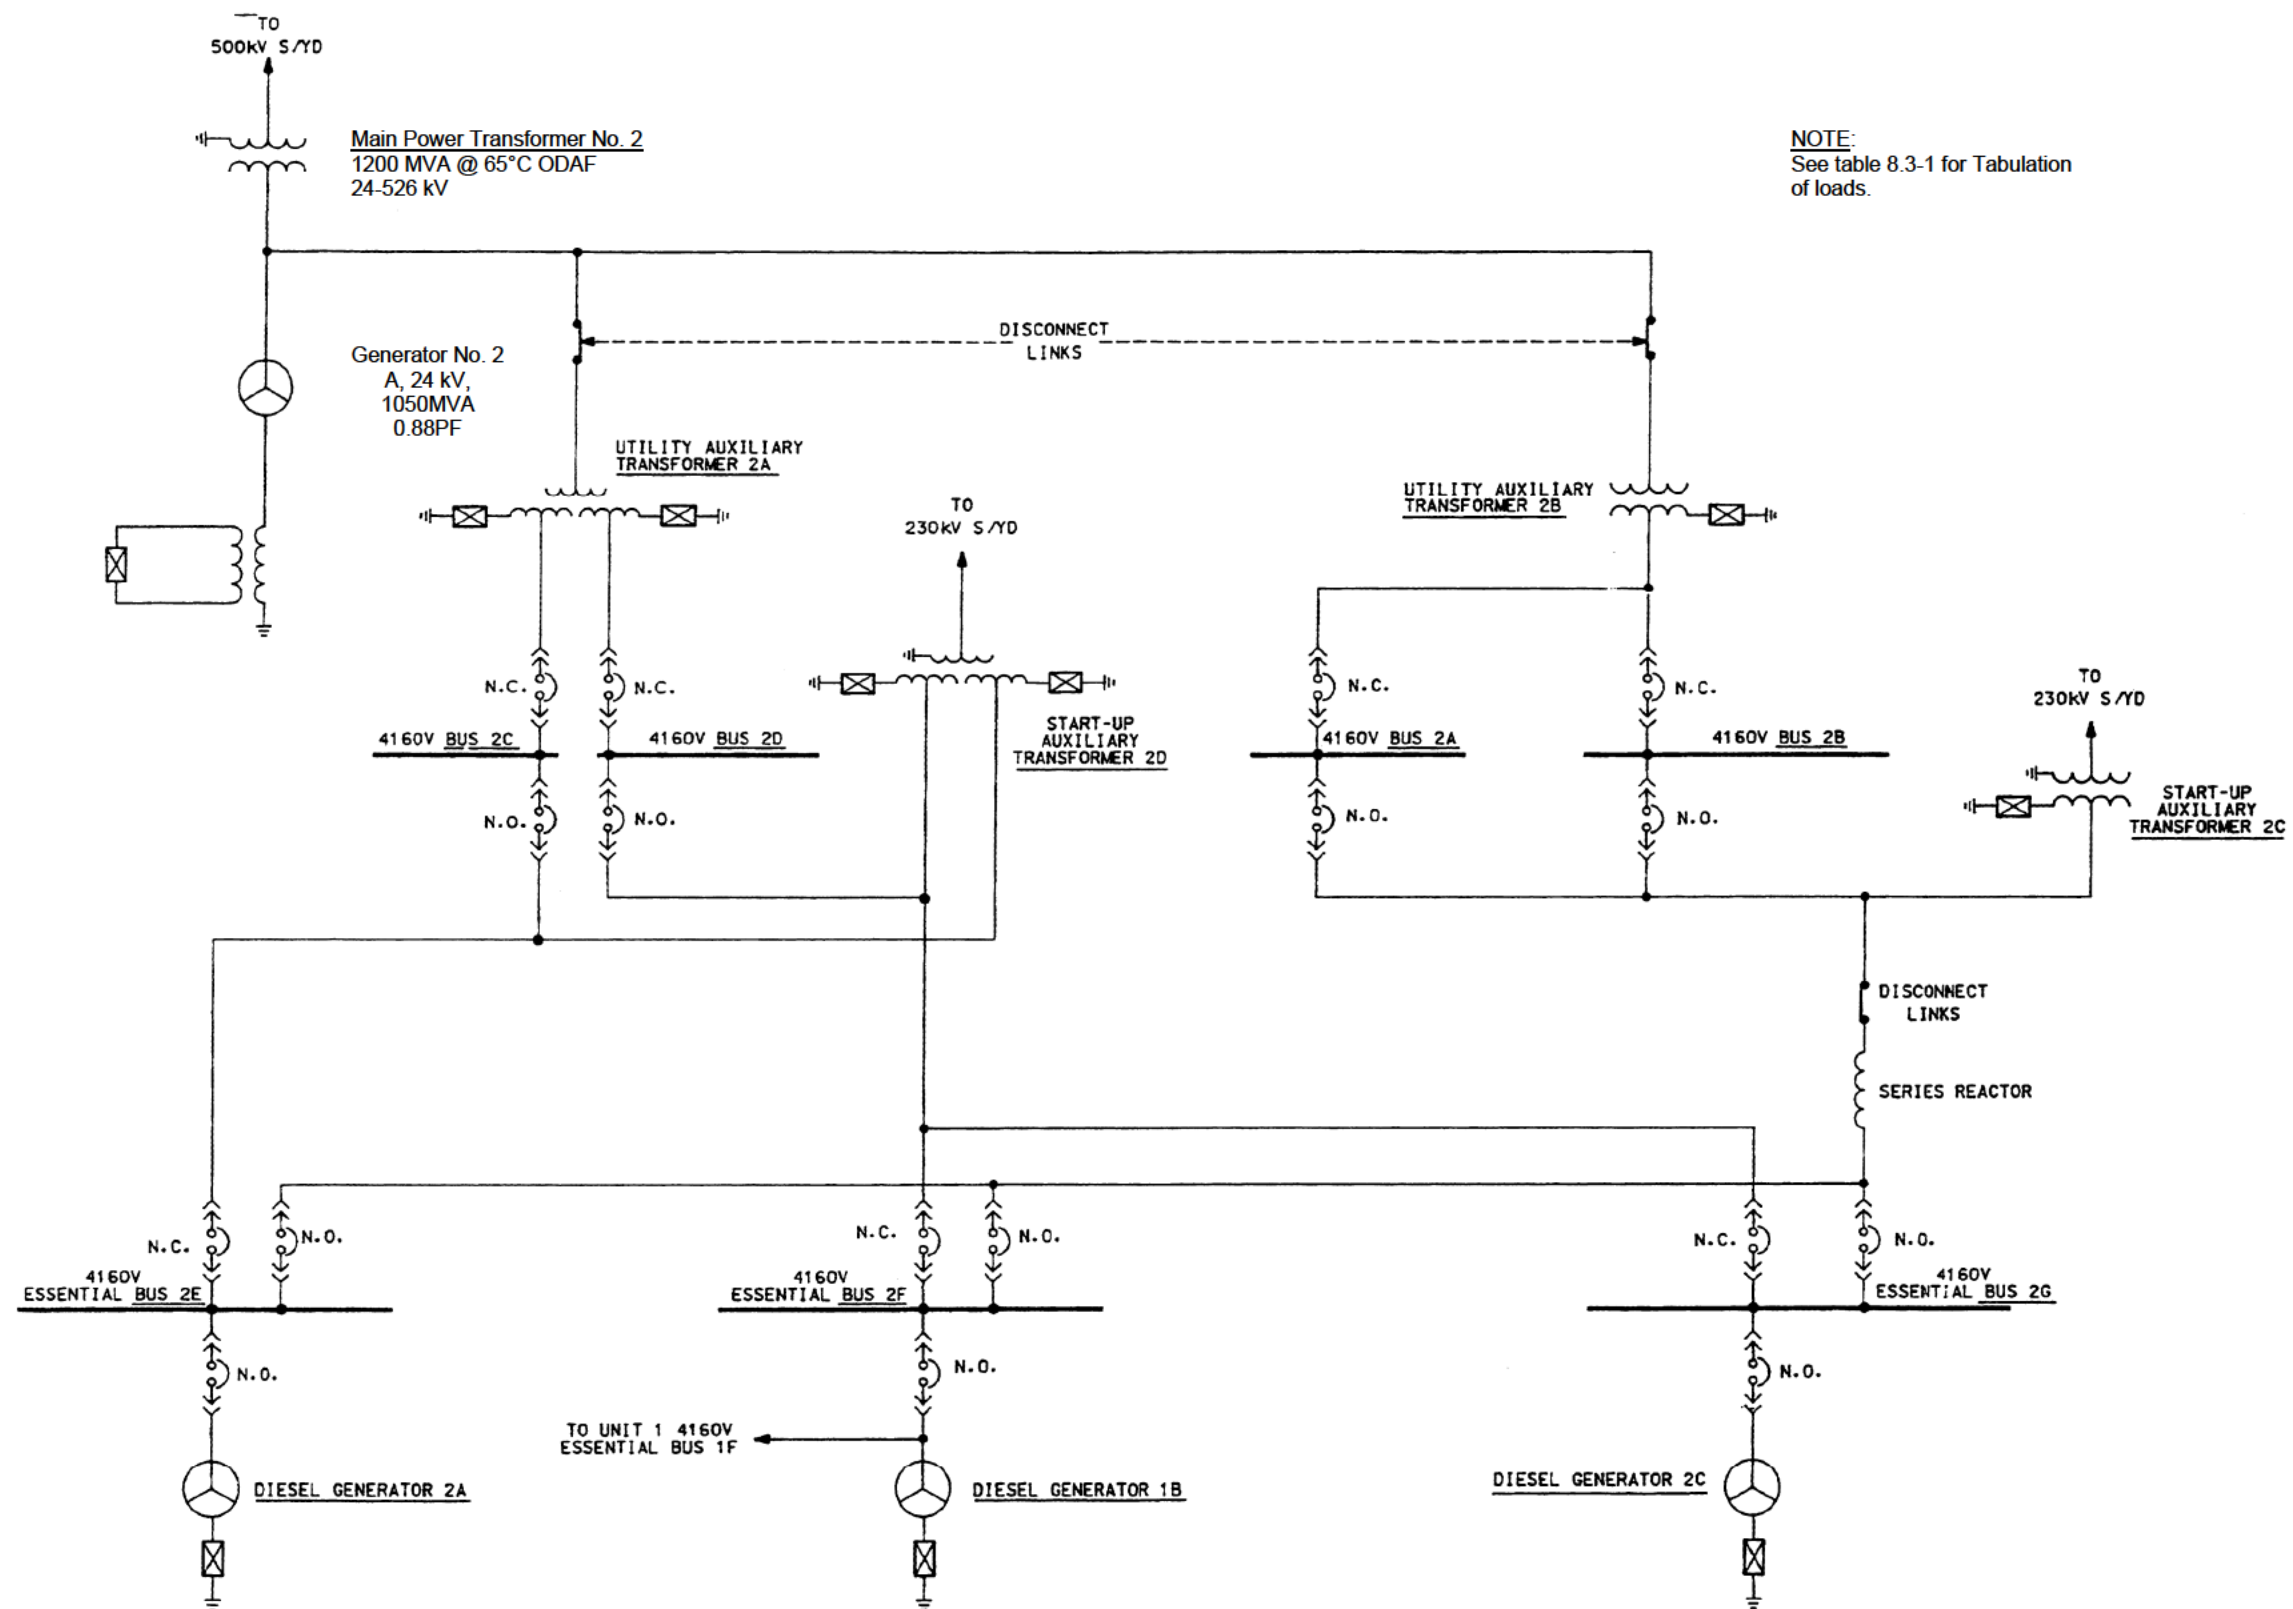 TO
500kV S/YD
Main Power Transformer No. 2
1200 MVA @ 65°C ODAF
24-526 kV
NOTE:
See table 8.3-1 for Tabulation
of loads.
DISCONNECT
LINKS
Generator No. 2
A, 24 kV,
1050MVA
0.88PF
UTILITY AUXILIARY
TRANSFORMER 2A
TO
230kV S/YD
UTILITY AUXILIARY
TRANSFORMER 2B
N.C.
N.C.
N.C.
N.C.
TO
230kV S/YD
4160V BUS 2C
4160V BUS 2D
START-UP
AUXILIARY
TRANSFORMER 2D
4160V BUS 2A
4160V BUS 2B
N.O.
N.O.
N.O.
N.O.
START-UP
AUXILIARY
TRANSFORMER 2C
DISCONNECT
LINKS
SERIES REACTOR
N.C.
N.O.
N.C.
N.O.
N.C.
N.O.
4160V
ESSENTIAL BUS 2E
4160V
ESSENTIAL BUS 2F
4160V
ESSENTIAL BUS 2G
N.O.
N.O.
N.O.
TO UNIT 1 4160V
ESSENTIAL BUS 1F
DIESEL GENERATOR 2A
DIESEL GENERATOR 1B
DIESEL GENERATOR 2C